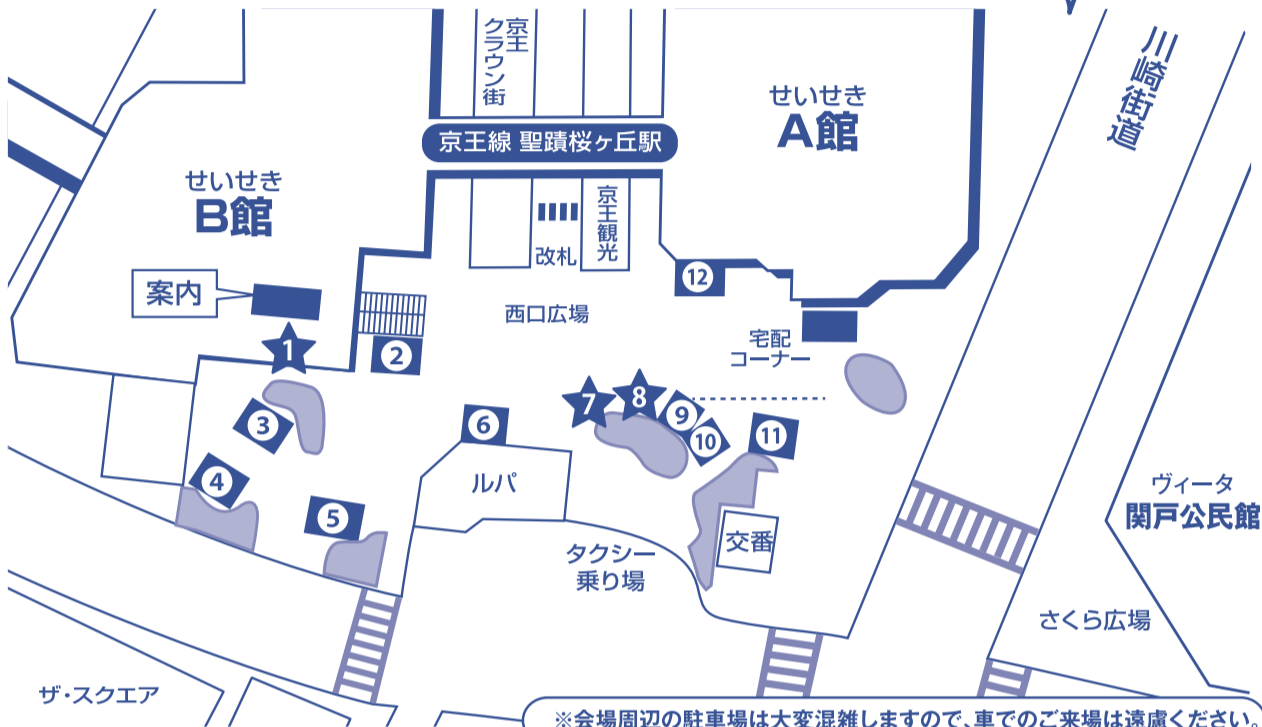 京王
クラウン街
京王線 聖蹟桜ヶ丘駅
せいせき
A館
川崎街道
せいせき
B館
京王観光
改札
案内
西口広場
12
宅配
コーナー
1
2
3
4
5
6
7
8
9
10
11
ルパ
交番
タクシー
乗り場
ヴィータ
関戸公民館
さくら広場
ザ・スクエア
※会場周辺の駐車場は大変混雑しますので、車でのご来場は遠慮ください。